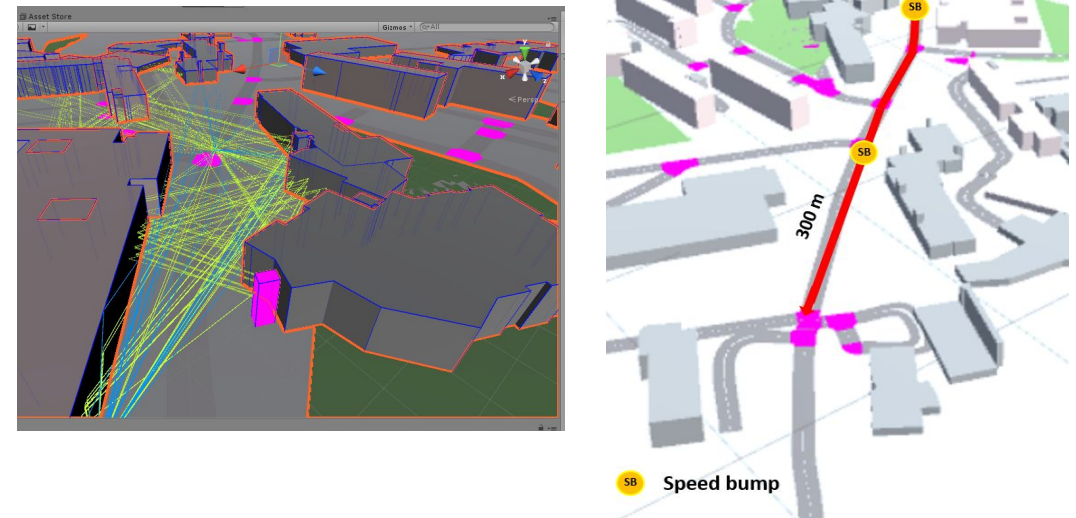 Asset Store
Gizmos
All
y
x
z
Persp
SB
SB
300 m
SB
Speed bump